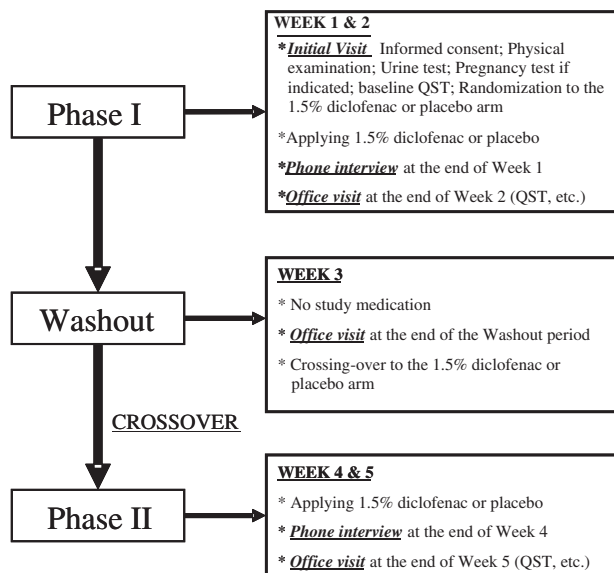 WEEK 1 & 2
*Initial Visit Informed consent; Physical
examination; Urine test; Pregnancy test if
indicated; baseline QST; Randomization to the
1.5% diclofenac or placebo arm
*Applying 1.5% diclofenac or placebo
*Phone interview at the end of Week 1
*Office visit at the end of Week 2 (QST, etc.)
Phase I
WEEK 3
* No study medication
* Office visit at the end of the Washout period
* Crossing-over to the 1.5% diclofenac or
placebo arm
Washout
CROSSOVER
WEEK 4 & 5
* Applying 1.5% diclofenac or placebo
* Phone interview at the end of Week 4
* Office visit at the end of Week 5 (QST, etc.)
Phase II